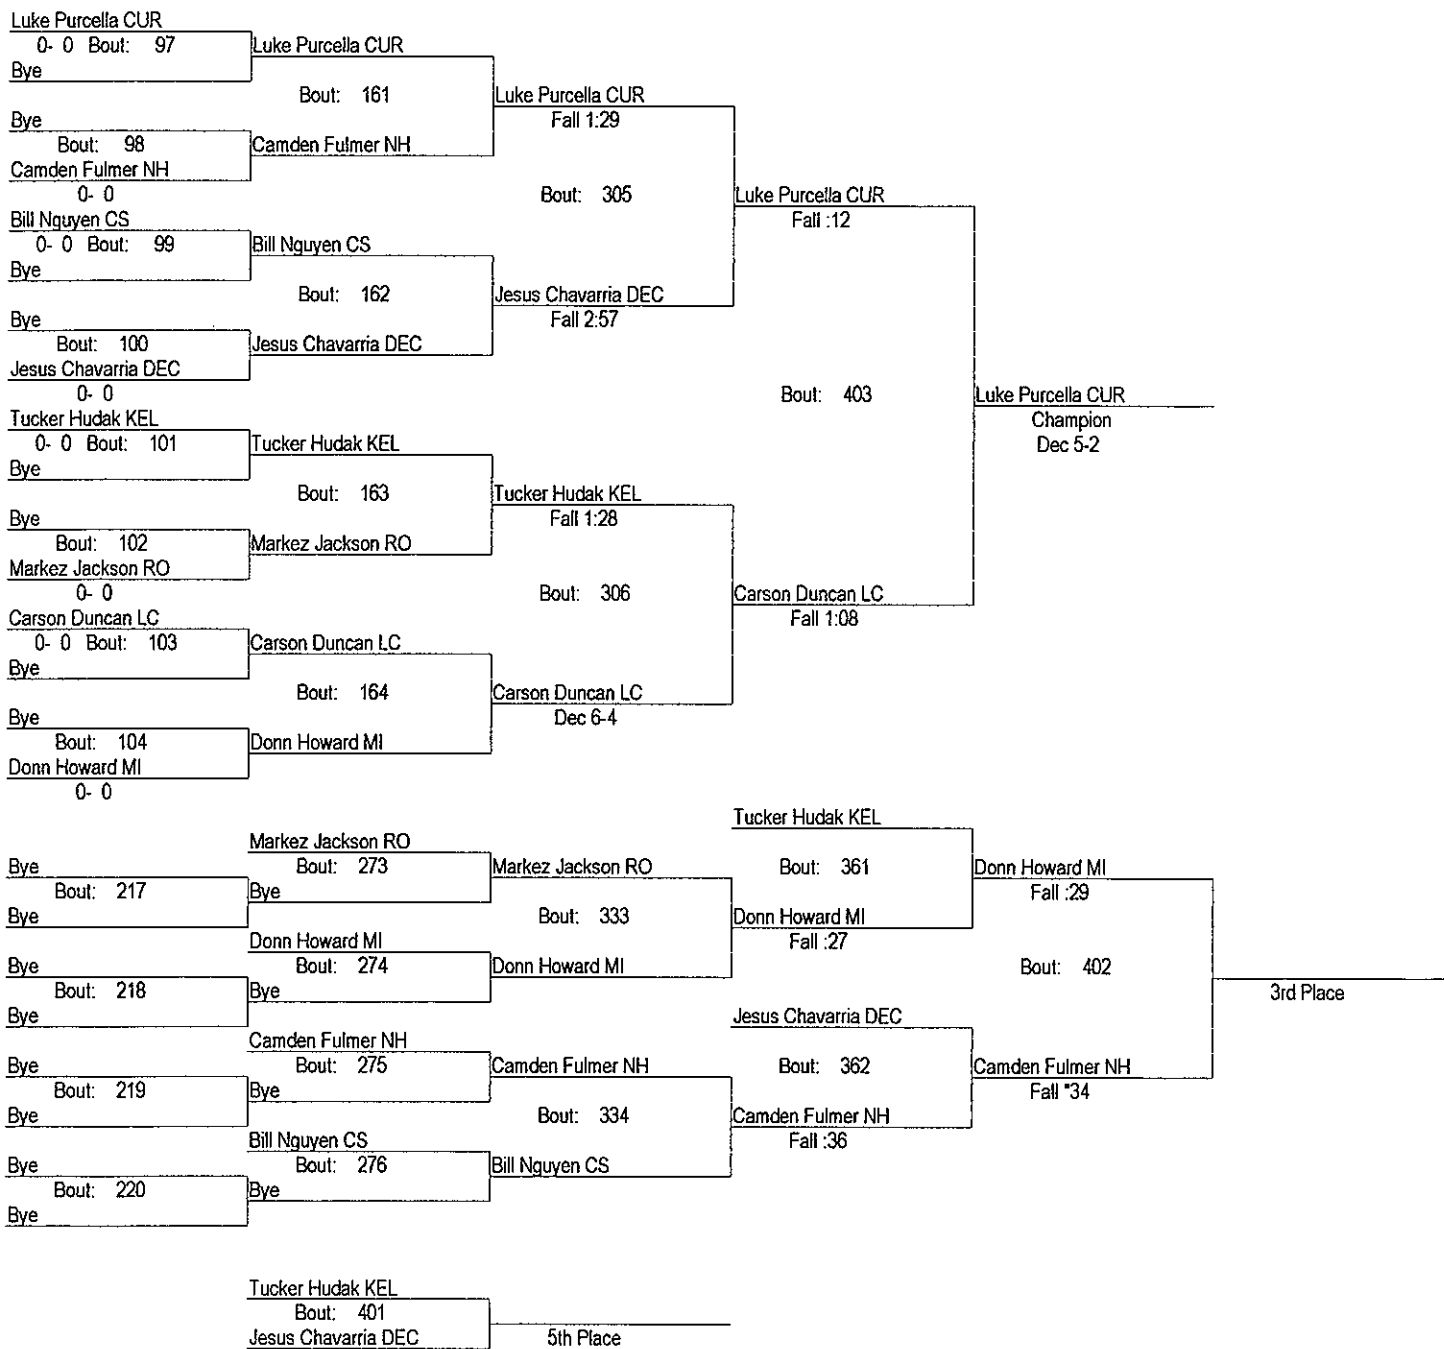 Luke Purcella CUR
0- 0 Bout: 97
Bye
Luke Purcella CUR
Bout: 161
Bye
Bout: 98
Camden Fulmer NH
0- 0
Camden Fulmer NH
Luke Purcella CUR
Fall 1:29
Bout: 305
Bill Nguyen CS
0- 0 Bout: 99
Bye
Bill Nguyen CS
Bout: 162
Bye
Bout: 100
Jesus Chavarria DEC
0- 0
Jesus Chavarria DEC
Jesus Chavarria DEC
Fall 2:57
Luke Purcella CUR
Fall :12
Bout: 403
Tucker Hudak KEL
0- 0 Bout: 101
Bye
Tucker Hudak KEL
Bout: 163
Bye
Bout: 102
Markez Jackson RO
0- 0
Markez Jackson RO
Tucker Hudak KEL
Fall 1:28
Bout: 306
Carson Duncan LC
0- 0 Bout: 103
Bye
Carson Duncan LC
Bout: 164
Bye
Bout: 104
Donn Howard MI
0- 0
Donn Howard MI
Carson Duncan LC
Dec 6-4
Carson Duncan LC
Fall 1:08
Luke Purcella CUR
Champion
Dec 5-2
Bye
Bout: 217
Bye
Markez Jackson RO
Bout: 273
Bye
Markez Jackson RO
Bout: 333
Bye
Bout: 218
Bye
Donn Howard MI
Bout: 274
Bye
Donn Howard MI
Tucker Hudak KEL
Bout: 361
Donn Howard MI
Fall :27
Donn Howard MI
Fall :29
Bout: 402
Bye
Bout: 219
Bye
Camden Fulmer NH
Bout: 275
Bye
Camden Fulmer NH
Bout: 334
Bye
Bout: 220
Bye
Bill Nguyen CS
Bout: 276
Bye
Bill Nguyen CS
Jesus Chavarria DEC
Bout: 362
Camden Fulmer NH
Fall :36
Camden Fulmer NH
Fall "34
3rd Place
Tucker Hudak KEL
Bout: 401
Jesus Chavarria DEC
5th Place